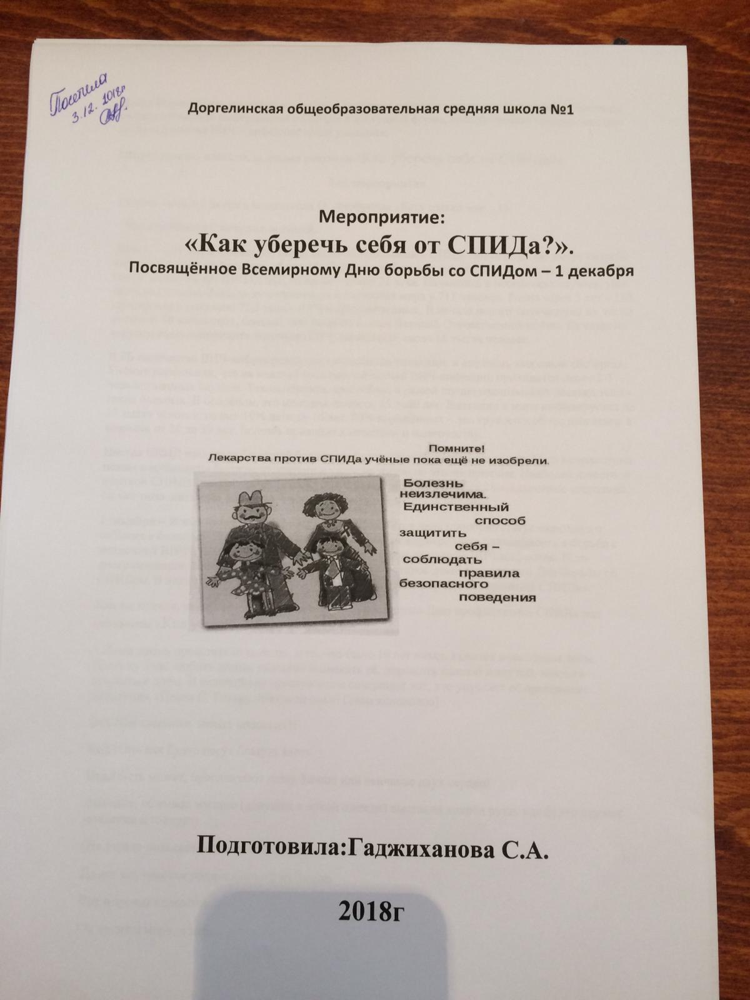 Посетила
3.12. 2018г
Доргелинская общеобразовательная средняя школа №1
Мероприятие:
«Как уберечь себя от СПИДа?».
Посвящённое Всемирному Дню борьбы со СПИДом – 1 декабря
Помните!
Лекарства против СПИДа учёные пока ещё не изобрели.
Болезнь
неизлечима.
Единственный
способ
защитить
себя –
соблюдать
правила
безопасного
поведения
Подготовила:Гаджиханова С.А.
2018г